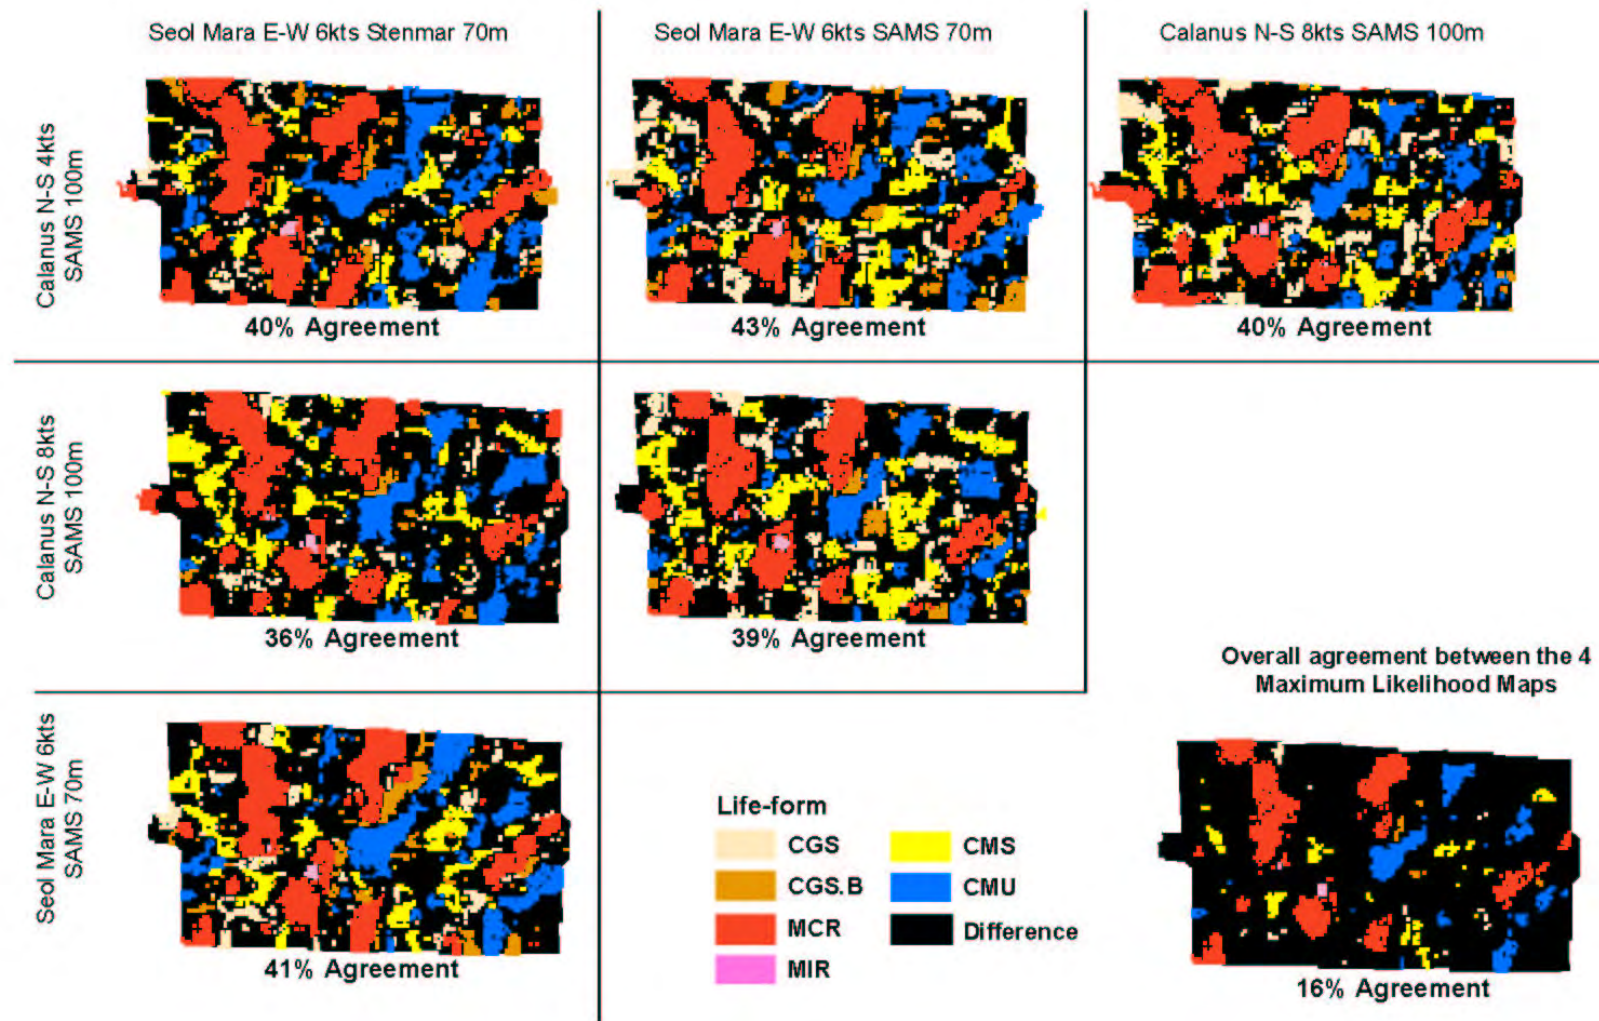 Seol Mara E-W 6kts Stenmar 70m
Seol Mara E-W 6kts SAMS 70m
Calanus N-S 8kts SAMS 100m
Calanus N-S 4kts
SAMS 100m
40% Agreement
43% Agreement
40% Agreement
Calanus N-S 8kts
SAMS 100m
36% Agreement
39% Agreement
Overall agreement between the 4
Maximum Likelihood Maps
Seol Mara E-W 6kts
SAMS 70m
41% Agreement
Life-form
CGS
CMS
CGS.B
CMU
MCR
Difference
MIR
16% Agreement